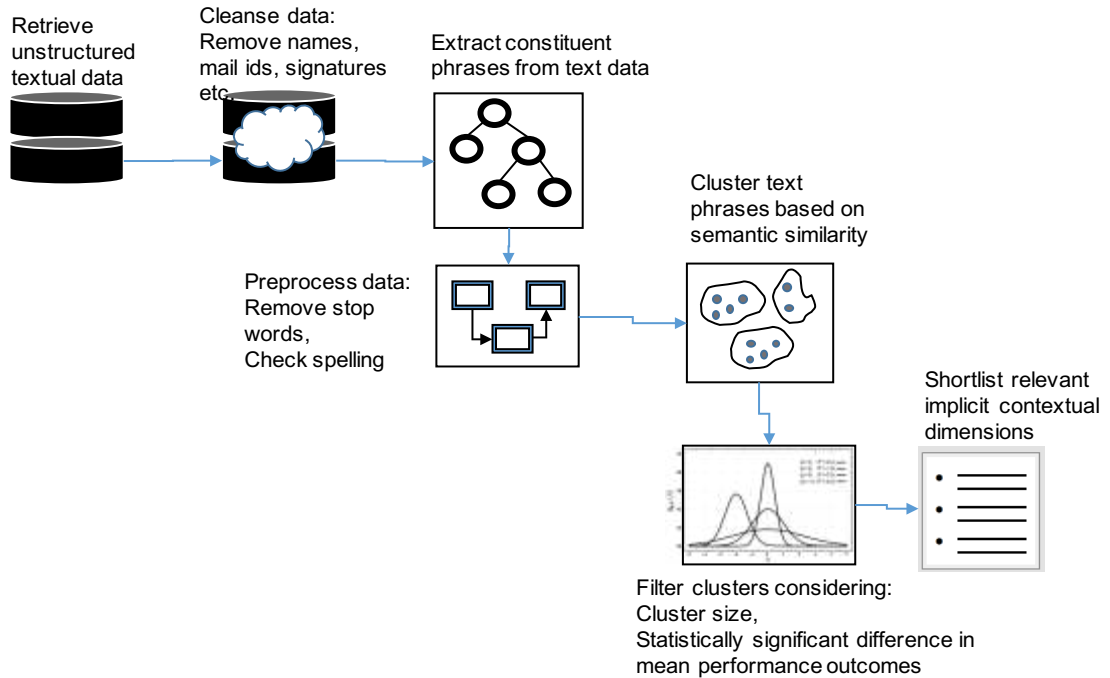 Retrieve
unstructured
textual data
Cleanse data:
Remove names,
mail ids, signatures
etc.
Extract constituent
phrases from text data
Preprocess data:
Remove stop
words,
Check spelling
Cluster text
phrases based on
semantic similarity
Filter clusters considering:
Cluster size,
Statistically significant difference in
mean performance outcomes
Shortlist relevant
implicit contextual
dimensions